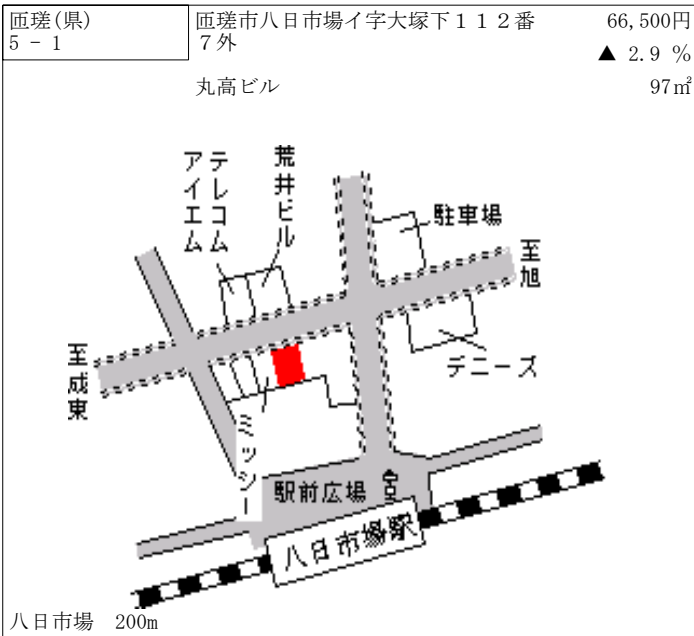 匝瑳(県)
5 - 1
匝瑳市八日市場イ字大塚下１１２番
７外
66,500円
▲ 2.9 %
丸高ビル
97㎡
テレコム
アイエム
荒井ビル
駐車場
至旭
至成東
デニーズ
ミッシー
駅前広場
八日市場駅
八日市場 200m